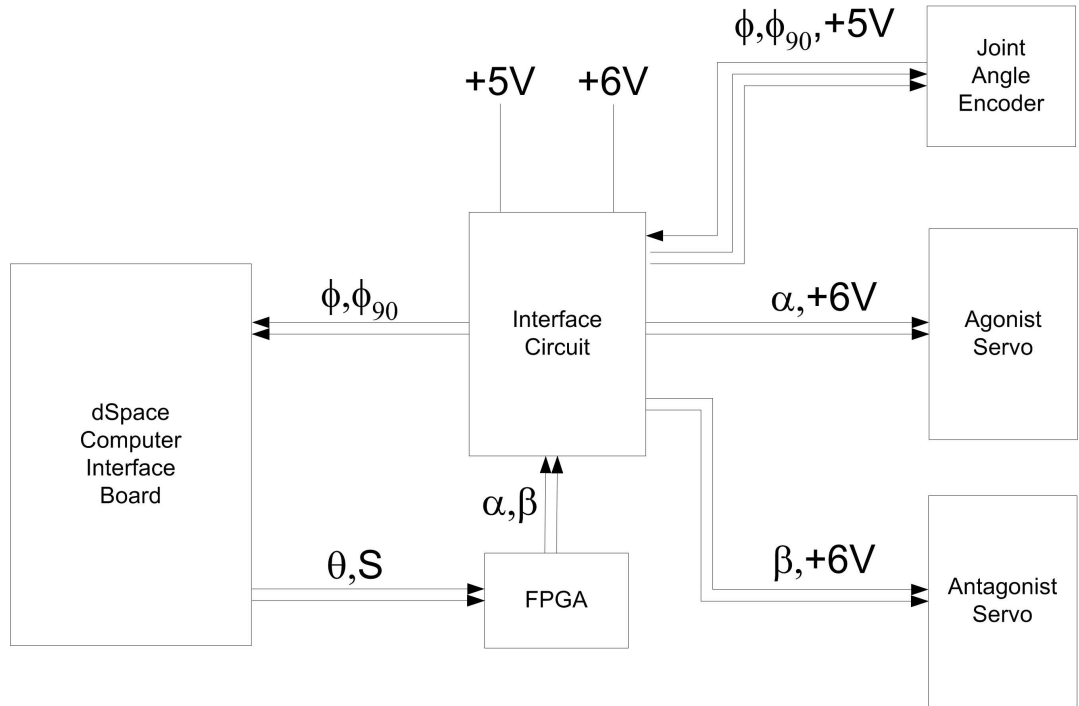 ϕ,ϕ90,+5V
Joint
Angle
Encoder
+5V
+6V
ϕ,ϕ90
Interface
Circuit
α,+6V
Agonist
Servo
dSpace
Computer
Interface
Board
α,β
θ,S
FPGA
β,+6V
Antagonist
Servo